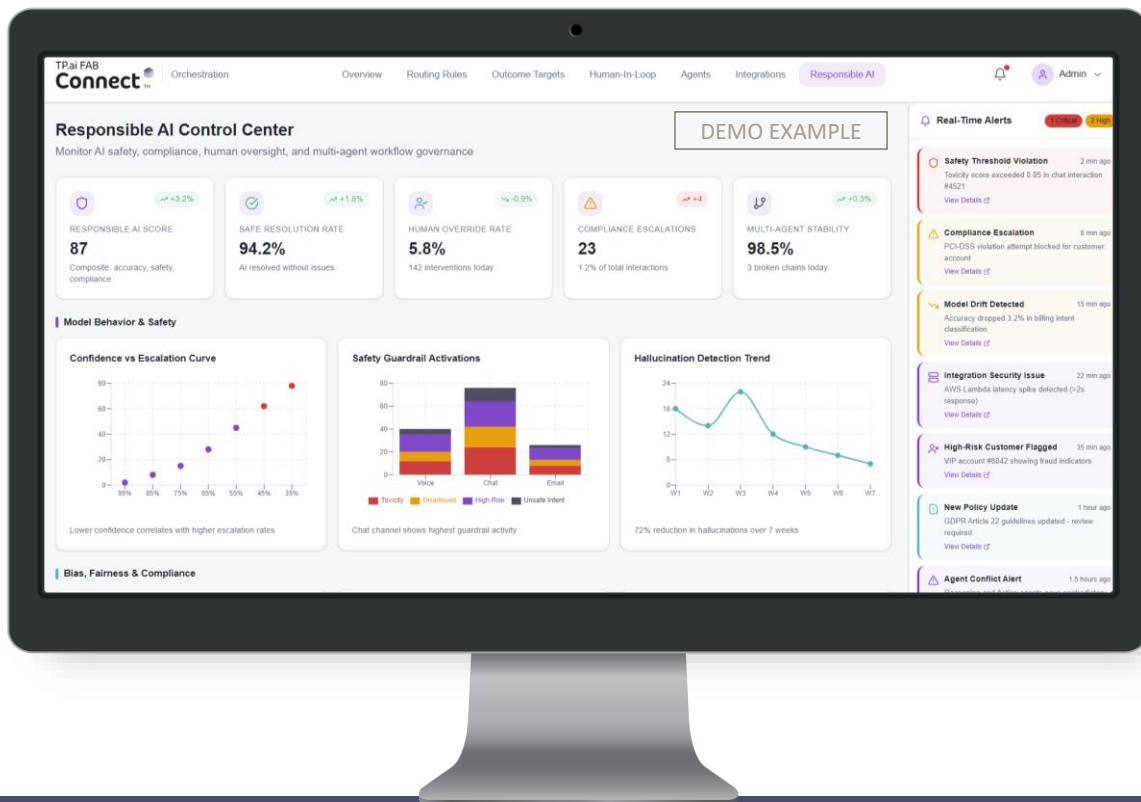 TP.ai FAB
Connect ™
Orchestration
Overview
Routing Rules
Outcome Targets
Human-In-Loop
Agents
Integrations
Responsible AI
Admin
Responsible AI Control Center
Monitor AI safety, compliance, human oversight, and multi-agent workflow governance
DEMO EXAMPLE
+3.2%
RESPONSIBLE AI SCORE
87
Composite: accuracy, safety,
compliance
+1.8%
SAFE RESOLUTION RATE
94.2%
AI resolved without issues
-0.9%
HUMAN OVERRIDE RATE
5.8%
142 interventions today
+4
COMPLIANCE ESCALATIONS
23
1.2% of total interactions
+0.3%
MULTI-AGENT STABILITY
98.5%
3 broken chains today
Model Behavior & Safety
Confidence vs Escalation Curve
80
60
40
20
0
95% 85% 75% 65% 55% 45% 35%
Lower confidence correlates with higher escalation rates
Safety Guardrail Activations
80
60
40
20
0
Voice Chat Email
Toxicity Disallowed High Risk Unsafe Intent
Chat channel shows highest guardrail activity
Hallucination Detection Trend
24
18
12
6
0
W1 W2 W3 W4 W5 W6 W7
72% reduction in hallucinations over 7 weeks
Bias, Fairness & Compliance
Real-Time Alerts
1 Critical
2 High
Safety Threshold Violation 2 min ago
Toxicity score exceeded 0.05 in chat interaction
#4521
View Details
Compliance Escalation 8 min ago
PCI-DSS violation attempt blocked for customer
account
View Details
Model Drift Detected 15 min ago
Accuracy dropped 3.2% in billing intent
classification
View Details
Integration Security Issue 22 min ago
AWS Lambda latency spike detected (>2s
response)
View Details
High-Risk Customer Flagged 35 min ago
VIP account #8842 showing fraud indicators
View Details
New Policy Update 1 hour ago
GDPR Article 22 guidelines updated - review
required
View Details
Agent Conflict Alert 1.5 hours ago